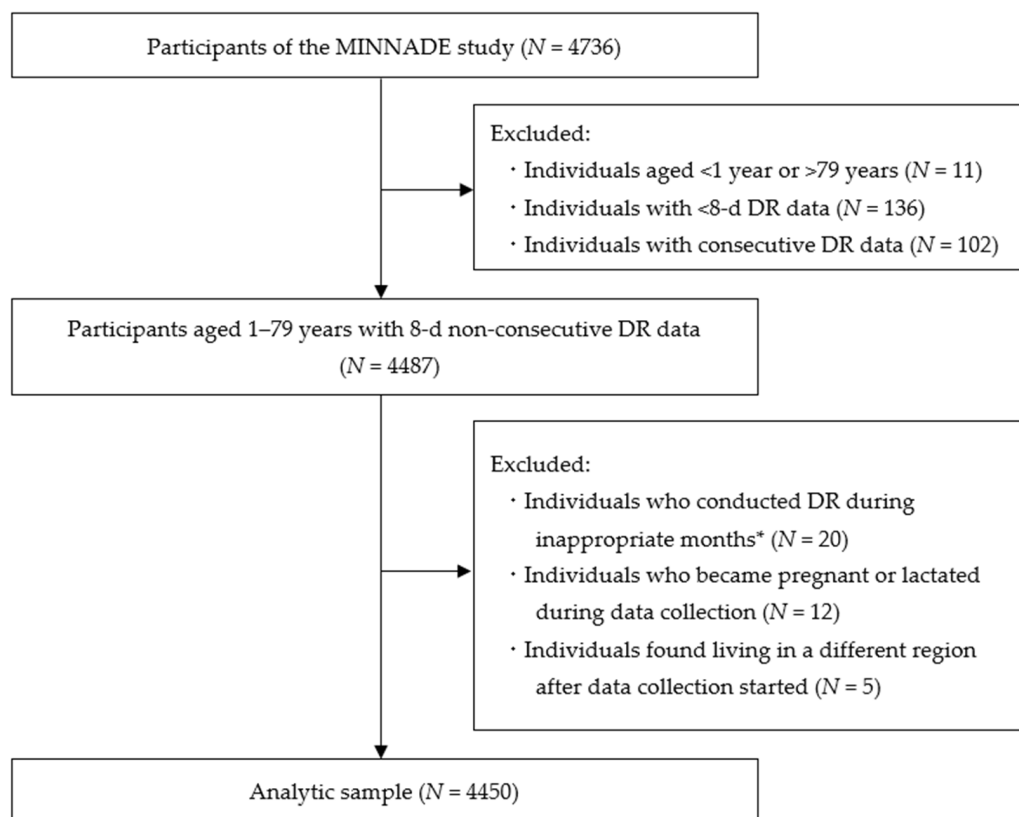 Participants of the MINNADE study (N = 4736)
Excluded:
· Individuals aged <1 year or >79 years (N = 11)
· Individuals with <8-d DR data (N = 136)
· Individuals with consecutive DR data (N = 102)
Participants aged 1–79 years with 8-d non-consecutive DR data
(N = 4487)
Excluded:
· Individuals who conducted DR during
inappropriate months* (N = 20)
· Individuals who became pregnant or lactated
during data collection (N = 12)
· Individuals found living in a different region
after data collection started (N = 5)
Analytic sample (N = 4450)